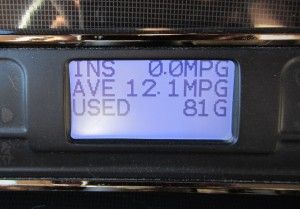 INS 0.0MPG
AVE 12.1MPG
USED 81G